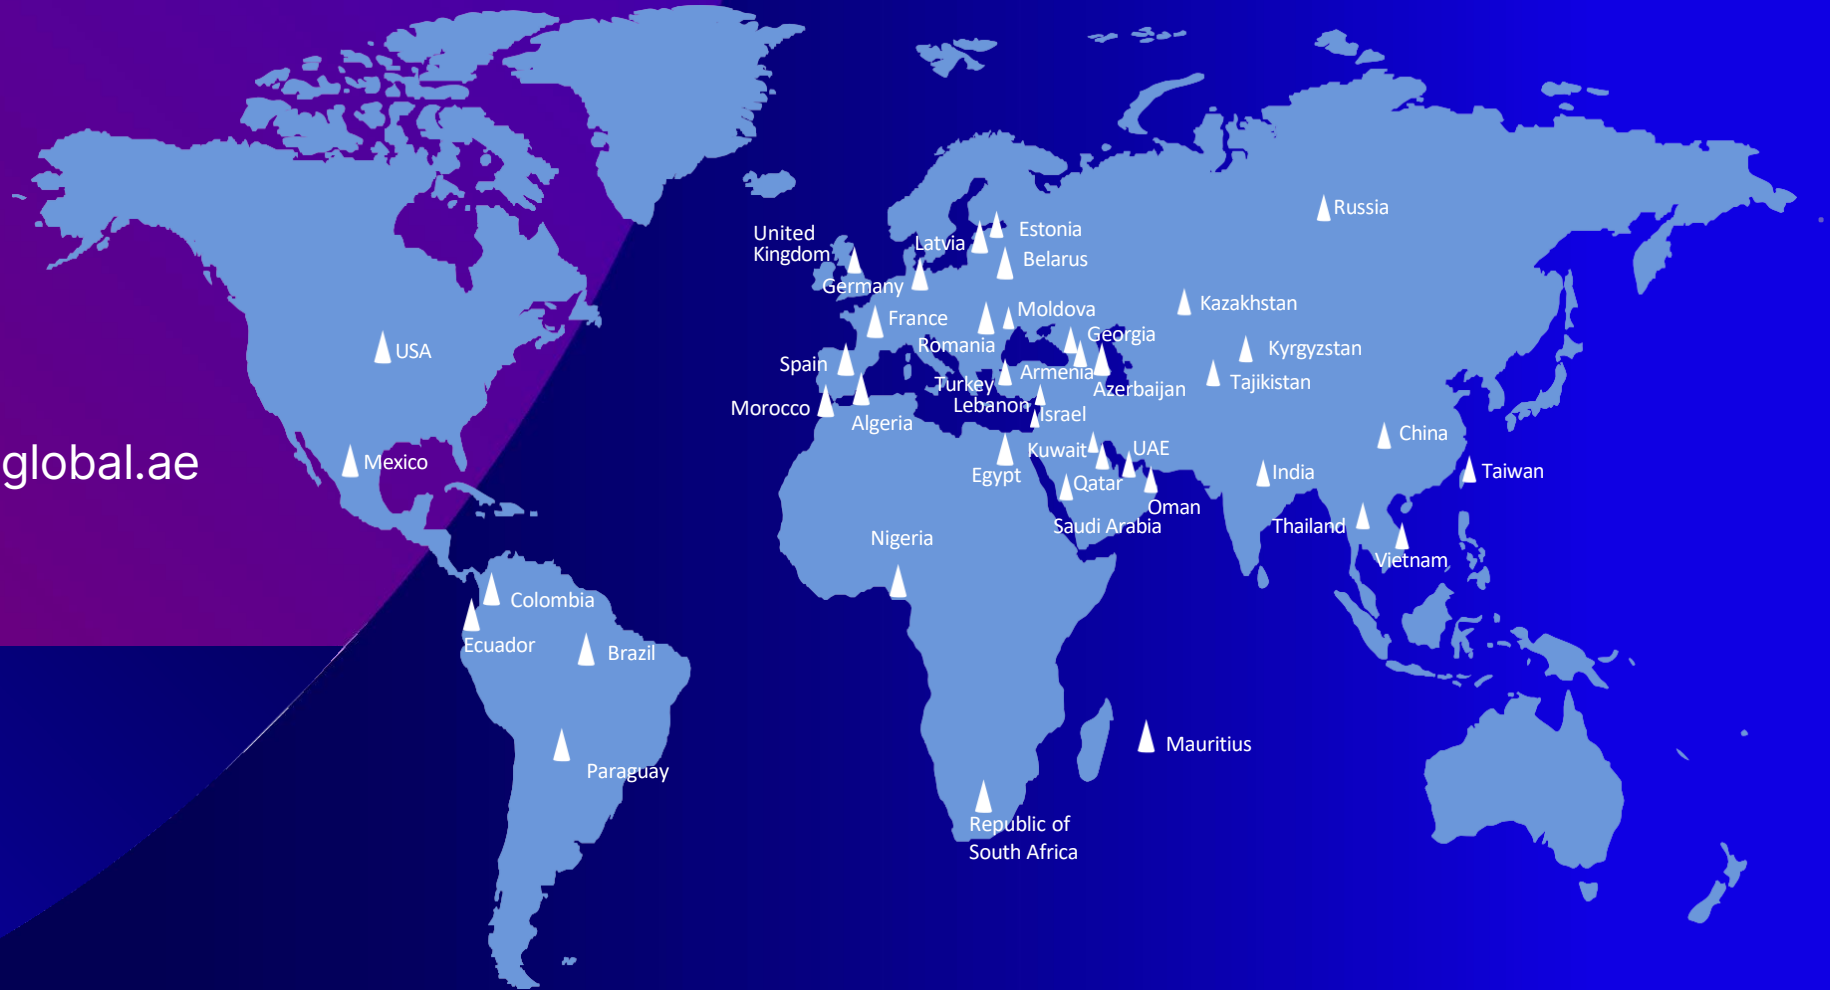 Russia
United
Kingdom
Estonia
Latvia
Belarus
Germany
Kazakhstan
Moldova
France
Romania
Georgia
USA
Kyrgyzstan
Spain
Armenia
Turkey
Azerbaijan
Tajikistan
Lebanon
Morocco
Israel
Algeria
China
Kuwait
UAE
global.ae
Mexico
Egypt
India
Taiwan
Qatar
Oman
Saudi Arabia
Thailand
Nigeria
Vietnam
Colombia
Ecuador
Brazil
Mauritius
Paraguay
Republic of
South Africa